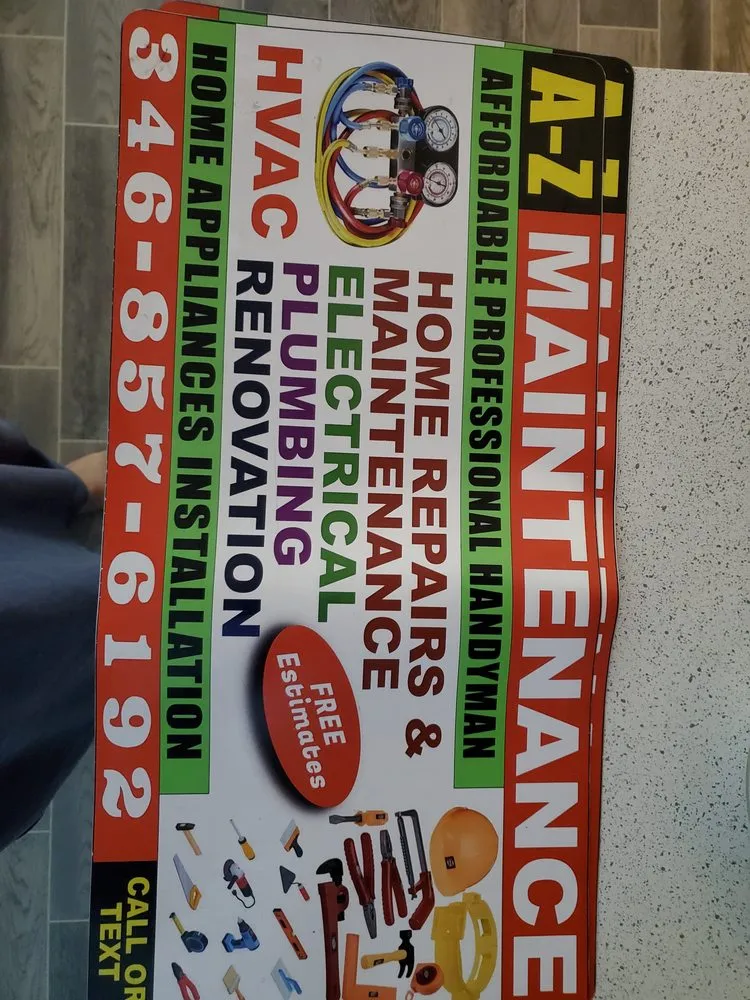 A-Z MAINTENANCE
AFFORDABLE PROFESSIONAL HANDYMAN
HOME REPAIRS &
MAINTENANCE
ELECTRICAL
PLUMBING
RENOVATION
HVAC
FREE
Estimates
HOME APPLIANCES INSTALLATION
346-857-6192
CALL OR
TEXT